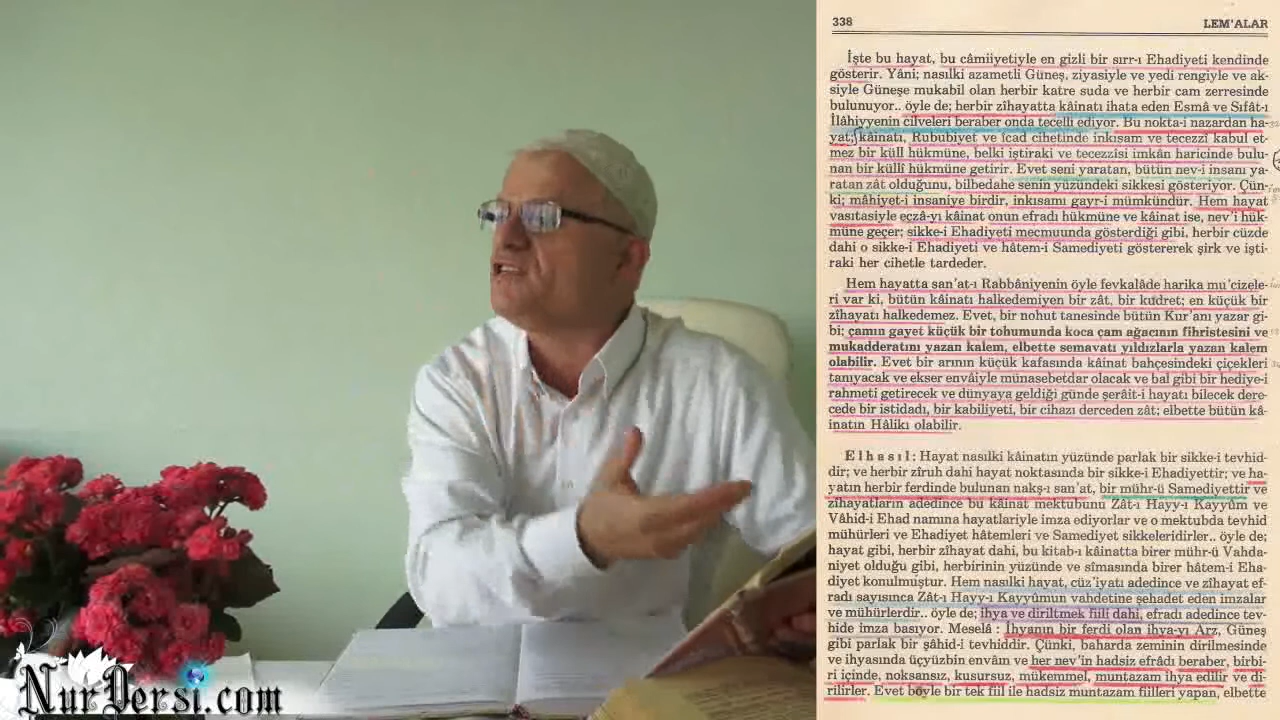 338
LEM'ALAR
İşte bu hayat, bu câmiiyetiyle en gizli bir sırr-ı Ehadiyeti kendinde
gösterir. Yâni; nasılki azametli Güneş, ziyasiyle ve yedi rengiyle ve ak-
siyle Güneşe mukabil olan herbir katre suda ve herbir cam zerresinde
bulunuyor.. öyle de; herbir zîhayatta kâinatı ihata eden Esmâ ve Sıfât-ı
İlâhiyyenin cilveleri beraber onda tecelli ediyor. Bu nokta-i nazardan ha-
yat; kâinatı, Rububiyet ve icad cihetinde inkısam ve tecezzî kabul et-
mez bir küll hükmüne, belki iştiraki ve tecezzisi imkân haricinde bulu-
nan bir küllî hükmüne getirir. Evet seni yaratan, bütün nev-i insanı ya-
ratan zât olduğunu, bilbedahe senin yüzündeki sikkesi gösteriyor. Çün-
ki; mâhiyet-i insaniye birdir, inkısamı gayr-i mümkündür. Hem hayat
vasıtasiyle eczâ-yı kâinat onun efradı hükmüne ve kâinat ise, nev'i hük-
müne geçer; sikke-i Ehadiyeti mecmuunda gösterdiği gibi, herbir cüzde
dahi o sikke-i Ehadiyeti ve hâtem-i Samediyeti göstererek şirk ve işti-
raki her cihetle tardeder.
Hem hayatta san'at-ı Rabbâniyenin öyle fevkalâde harika mu'cizele-
ri var ki, bütün kâinatı halkedemiyen bir zât, bir kudret; en küçük bir
zîhayatı halkedemez. Evet, bir nohut tanesinde bütün Kur'anı yazar gi-
bi; çamın gayet küçük bir tohumunda koca çam ağacının fihristesini ve
mukadderatını yazan kalem, elbette semavatı yıldızlarla yazan kalem
olabilir. Evet bir arının küçük kafasında kâinat bahçesindeki çiçekleri
tanıyacak ve ekser envâiyle münasebetdar olacak ve bal gibi bir hediye-i
rahmeti getirecek ve dünyaya geldiği günde şerâit-i hayatı bilecek dere-
cede bir istidadı, bir kabiliyeti, bir cihazı derceden zât; elbette bütün kâ-
inatın Hâlikı olabilir.
Elhasıl: Hayat nasılki kâinatın yüzünde parlak bir sikke-i tevhid-
dir; ve herbir zîruh dahi hayat noktasında bir sikke-i Ehadiyettir; ve ha-
yatın herbir ferdinde bulunan nakş-ı san'at, bir mühr-ü Samediyettir ve
zîhayatların adedince bu kâinat mektubunu Zât-ı Hayy-ı Kayyûm ve
Vâhid-i Ehad namına hayatlariyle imza ediyorlar ve o mektubda tevhid
mühürleri ve Ehadiyet hâtemleri ve Samediyet sikkeleridirler.. öyle de;
hayat gibi, herbir zîhayat dahi, bu kitab-ı kâinatta birer mühr-ü Vahda-
niyet olduğu gibi, herbirinin yüzünde ve sîmasında birer hâtem-i Eha-
diyet konulmuştur. Hem nasılki hayat, cüz'iyatı adedince ve zîhayat ef-
radı sayısınca Zât-ı Hayy-ı Kayyûmun vahdetine şehadet eden imzalar
ve mühürlerdir.. öyle de; ihya ve diriltmek fiili dahi, efradı adedince tev-
hide imza basıyor. Meselâ: İhyanın bir ferdi olan ihya-yı Arz, Güneş
gibi parlak bir şâhid-i tevhiddir. Çünki, baharda zeminin dirilmesinde
ve ihyasında üçyüzbin envâın ve her nev'in hadsiz efrâdı beraber, birbi-
ri içinde, noksansız, kusursuz, mükemmel, muntazam ihya edilir ve di-
rilirler. Evet böyle bir tek fiil ile hadsiz muntazam fiilleri yapan, elbette
NurDersi.com